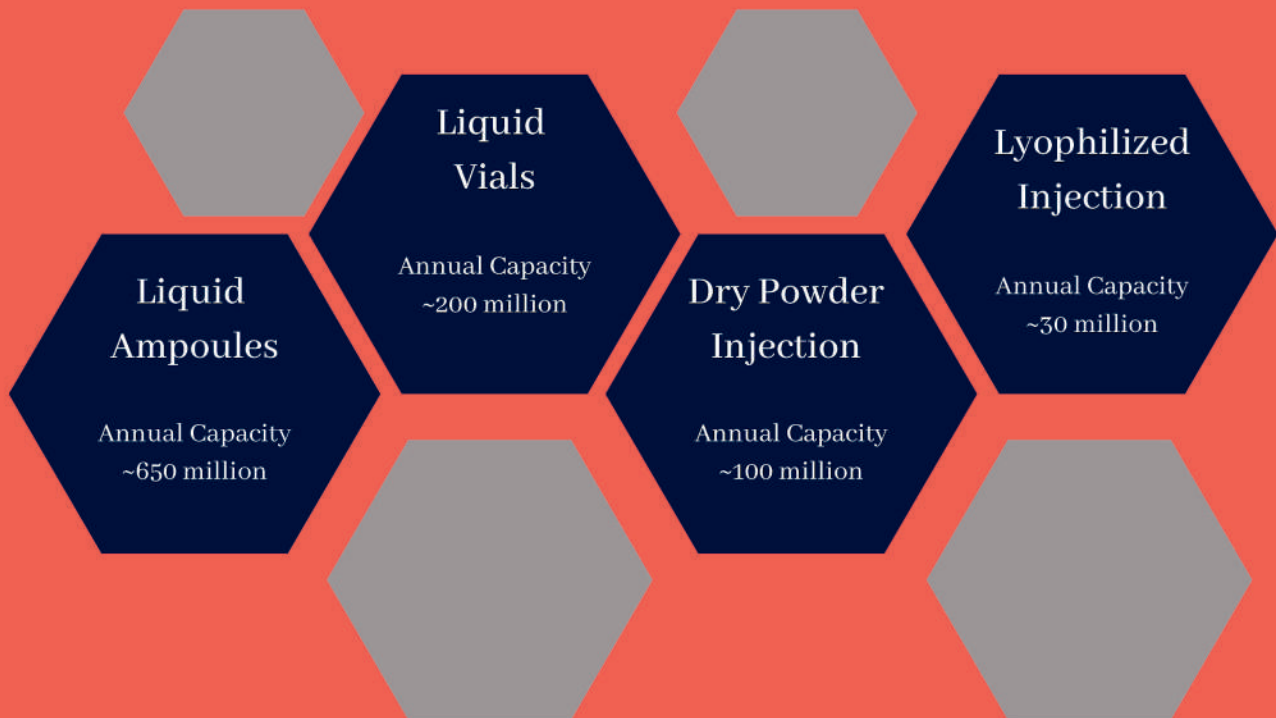 Liquid
Ampoules
Annual Capacity
~650 million
Liquid
Vials
Annual Capacity
~200 million
Dry Powder
Injection
Annual Capacity
~100 million
Lyophilized
Injection
Annual Capacity
~30 million